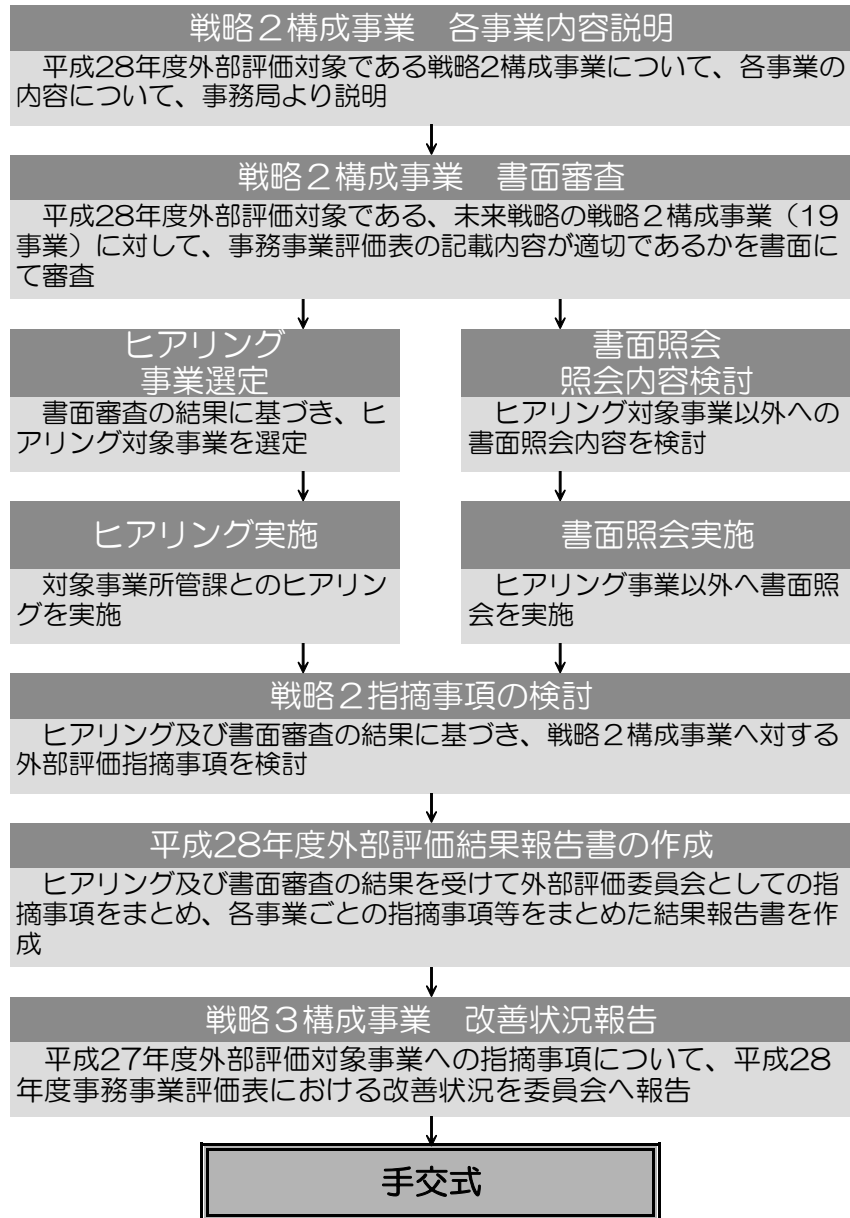 戦略２構成事業　各事業内容説明
　平成28年度外部評価対象である戦略2構成事業について、各事業の
内容について、事務局より説明
戦略２構成事業　書面審査
　平成28年度外部評価対象である、未来戦略の戦略２構成事業（19
事業）に対して、事務事業評価表の記載内容が適切であるかを書面に
て審査
ヒアリング
事業選定
　書面審査の結果に基づき、ヒ
アリング対象事業を選定
書面照会
照会内容検討
　ヒアリング対象事業以外への
書面照会内容を検討
ヒアリング実施
　対象事業所管課とのヒアリン
グを実施
書面照会実施
　ヒアリング事業以外へ書面照
会を実施
戦略２指摘事項の検討
　ヒアリング及び書面審査の結果に基づき、戦略２構成事業へ対する
外部評価指摘事項を検討
平成28年度外部評価結果報告書の作成
　ヒアリング及び書面審査の結果を受けて外部評価委員会としての指
摘事項をまとめ、各事業ごとの指摘事項等をまとめた結果報告書を作
成
戦略３構成事業　改善状況報告
　平成27年度外部評価対象事業への指摘事項について、平成28
年度事務事業評価表における改善状況を委員会へ報告
手交式